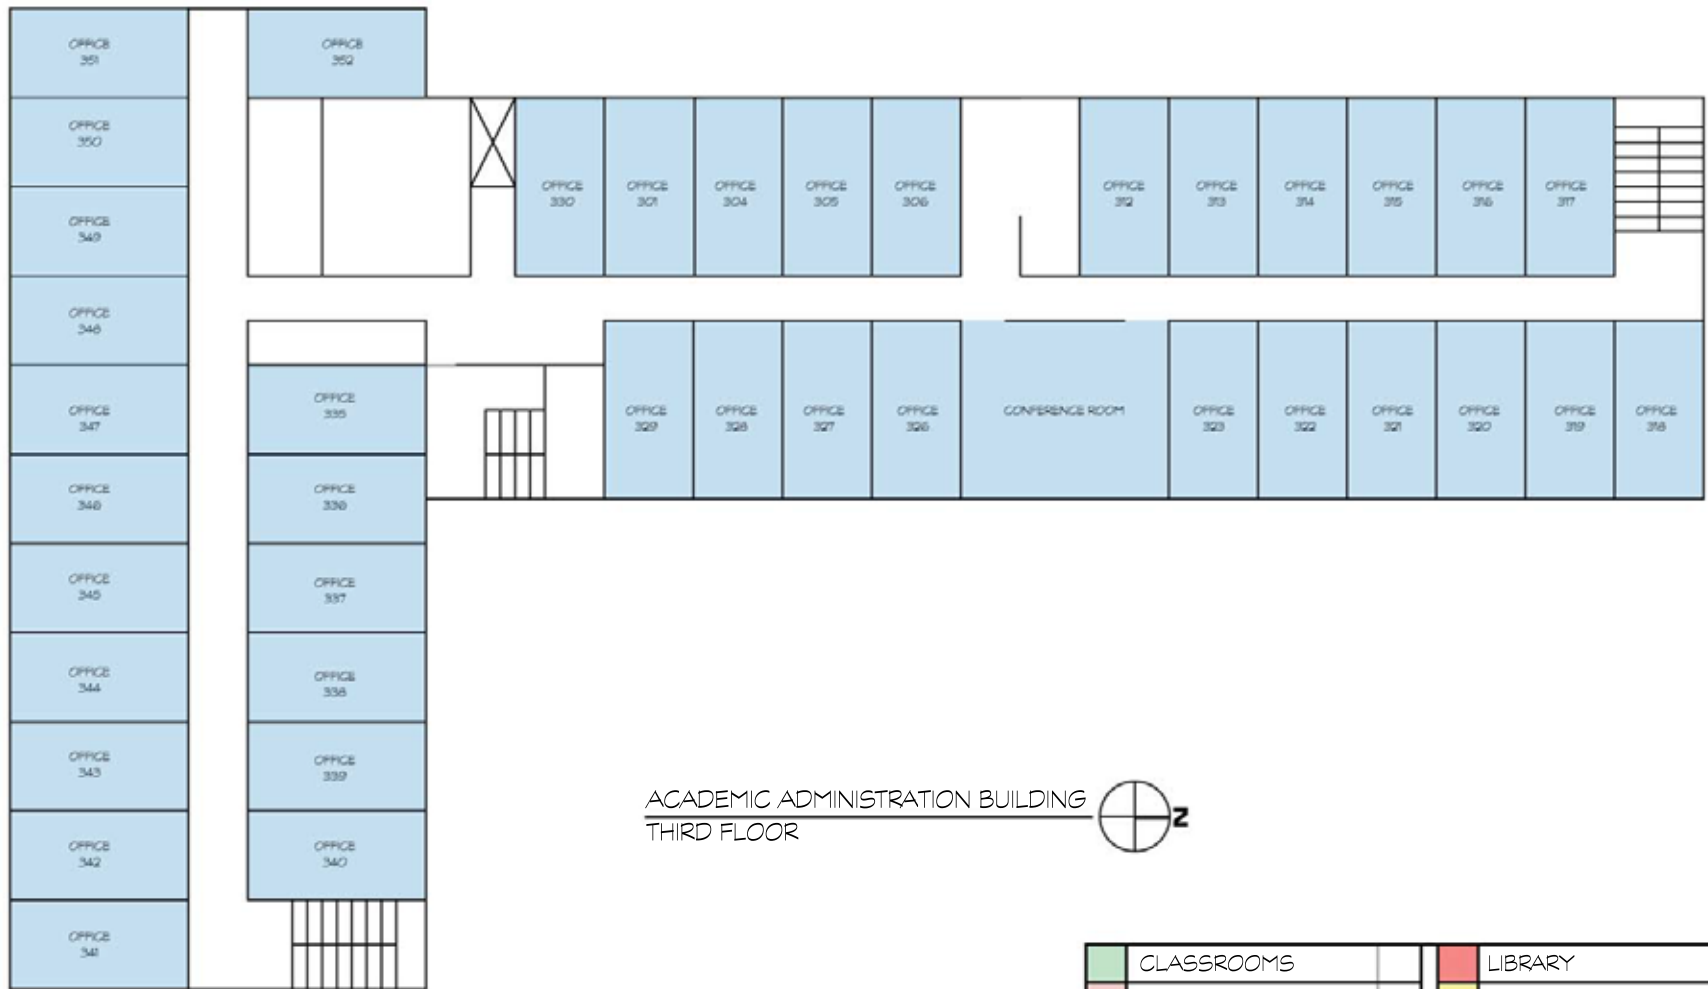 OFFICE
351
OFFICE
352
OFFICE
350
OFFICE
349
OFFICE
348
OFFICE
347
OFFICE
346
OFFICE
345
OFFICE
344
OFFICE
343
OFFICE
342
OFFICE
341
OFFICE
335
OFFICE
336
OFFICE
337
OFFICE
338
OFFICE
339
OFFICE
340
OFFICE
330
OFFICE
301
OFFICE
304
OFFICE
305
OFFICE
306
OFFICE
312
OFFICE
313
OFFICE
314
OFFICE
315
OFFICE
316
OFFICE
317
OFFICE
329
OFFICE
328
OFFICE
327
OFFICE
326
CONFERENCE ROOM
OFFICE
323
OFFICE
322
OFFICE
321
OFFICE
320
OFFICE
319
OFFICE
318
ACADEMIC ADMINISTRATION BUILDING
THIRD FLOOR
N
CLASSROOMS
LIBRARY